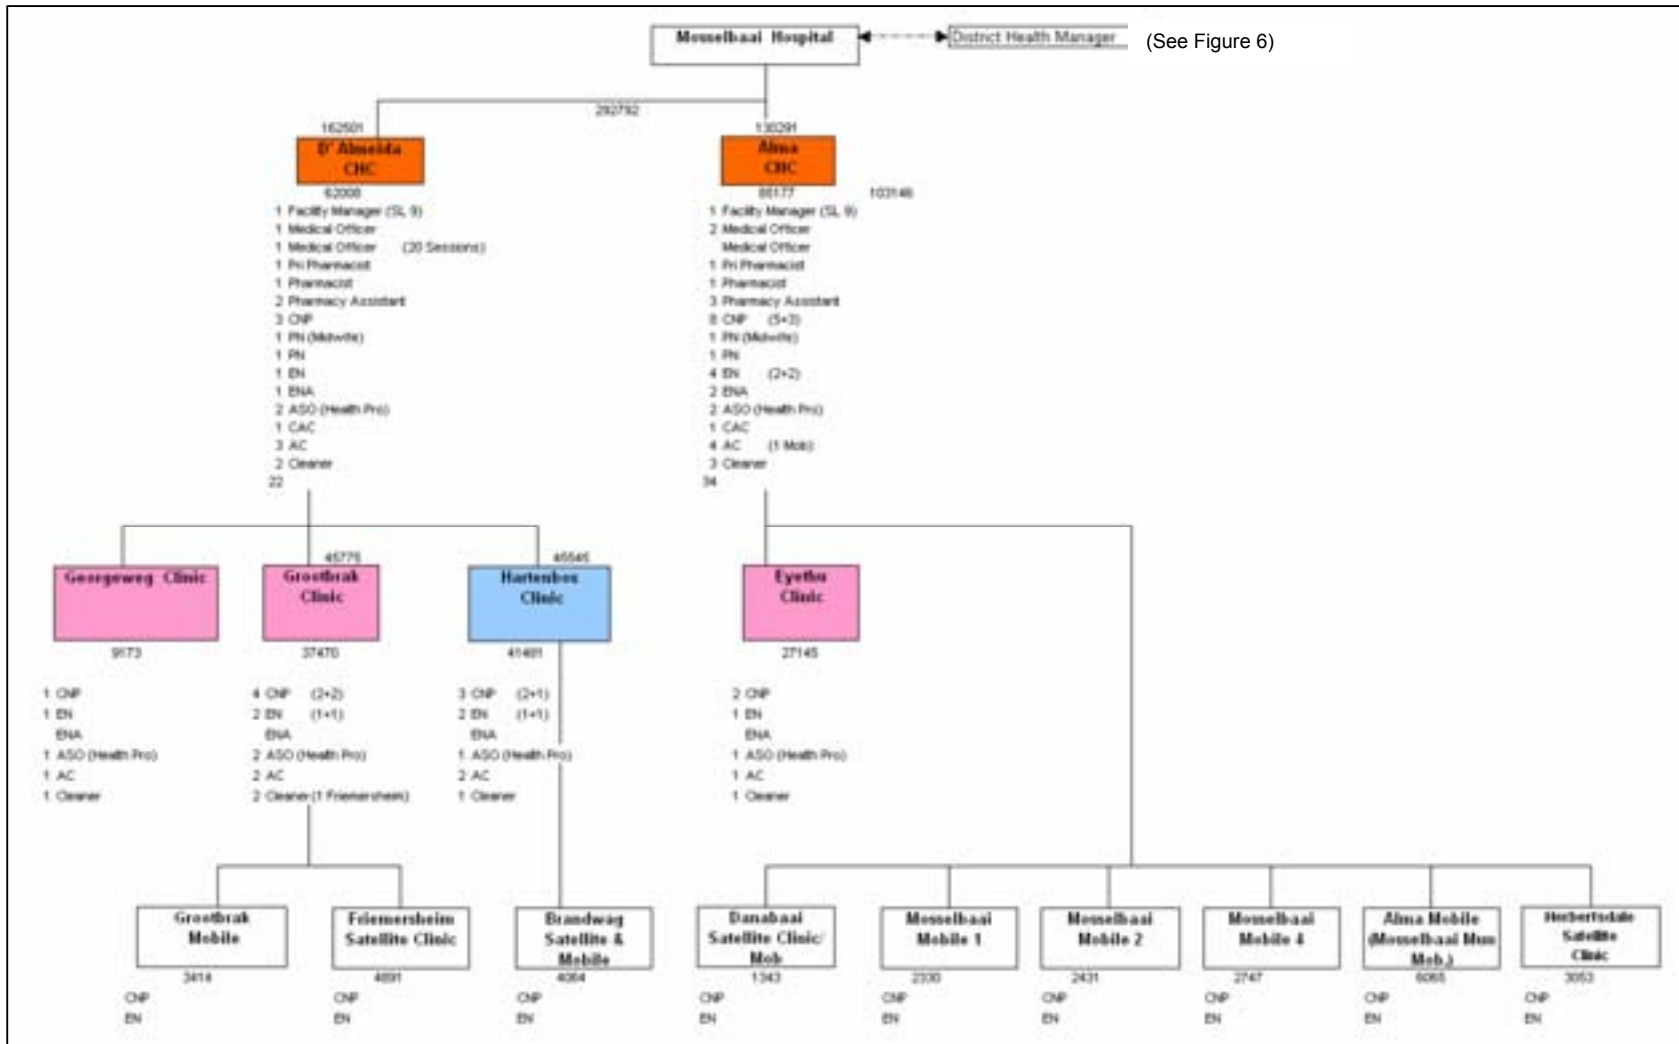 Mosselbaai Hospital
District Health Manager
(See Figure 6)
292792
162501
130291
D'Almeida
CHC
Alma
CHC
62008
85177
103146
1 Facility Manager (SL 9)
1 Medical Officer
1 Medical Officer (20 Sessions)
1 Pri Pharmacist
1 Pharmacist
2 Pharmacy Assistant
3 CNP
1 PN (Midwife)
1 PN
1 EN
1 ENA
2 ASO (Health Pro)
1 CAC
3 AC
2 Cleaner
22
1 Facility Manager (SL 9)
2 Medical Officer
Medical Officer
1 Pri Pharmacist
1 Pharmacist
3 Pharmacy Assistant
8 CNP (5+3)
1 PN (Midwife)
1 PN
4 EN (2+2)
2 ENA
2 ASO (Health Pro)
1 CAC
4 AC (1 Mob)
3 Cleaner
34
Georgeweg Clinic
9173
1 CNP
1 EN
ENA
1 ASO (Health Pro)
1 AC
1 Cleaner
45775
Grootbrak
Clinic
37470
4 CNP (2+2)
2 EN (1+1)
ENA
2 ASO (Health Pro)
2 AC
2 Cleaner (1 Friemersheim)
45545
Hartenbos
Clinic
41481
3 CNP (2+1)
2 EN (1+1)
ENA
1 ASO (Health Pro)
2 AC
1 Cleaner
Eyethu
Clinic
27145
2 CNP
1 EN
ENA
1 ASO (Health Pro)
1 AC
1 Cleaner
Grootbrak
Mobile
3414
CNP
EN
Friemersheim
Satellite Clinic
4891
CNP
EN
Brandwag
Satellite &
Mobile
4064
CNP
EN
Danabaai
Satellite Clinic/
Mob
1343
CNP
EN
Mosselbaai
Mobile 1
2330
CNP
EN
Mosselbaai
Mobile 2
2431
CNP
EN
Mosselbaai
Mobile 4
2747
CNP
EN
Alma Mobile
(Mosselbaai Mun
Mob.)
6065
CNP
EN
Herbertsdale
Satellite
Clinic
3053
CNP
EN